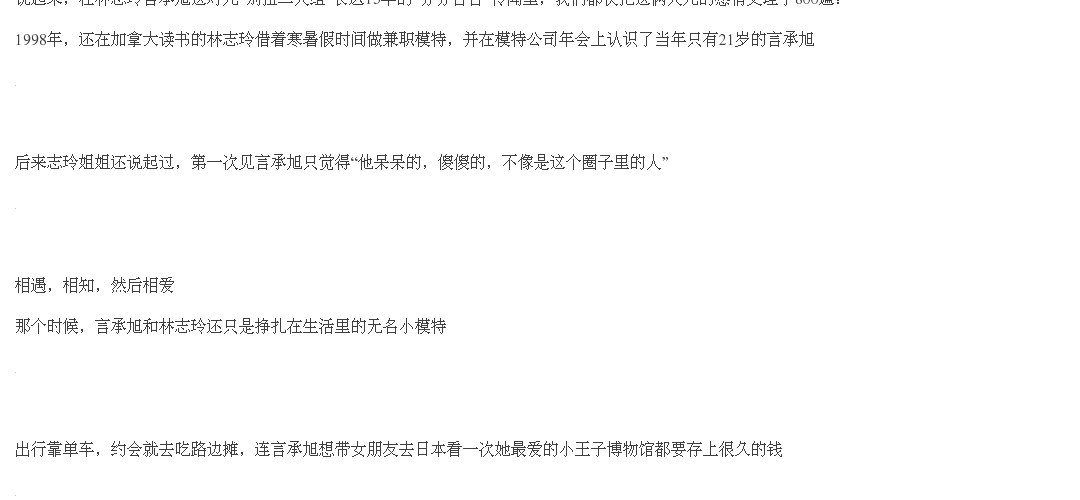 1998年，还在加拿大读书的林志玲借着寒暑假时间做兼职模特，并在模特公司年会上认识了当年只有21岁的言承旭
后来志玲姐姐还说起过，第一次见言承旭只觉得“他呆呆的，傻傻的，不像是这个圈子里的人”
相遇，相知，然后相爱
那个时候，言承旭和林志玲还只是挣扎在生活里的无名小模特
出行靠单车，约会就去吃路边摊，连言承旭想带女朋友去日本看一次她最爱的小王子博物馆都要存上很久的钱